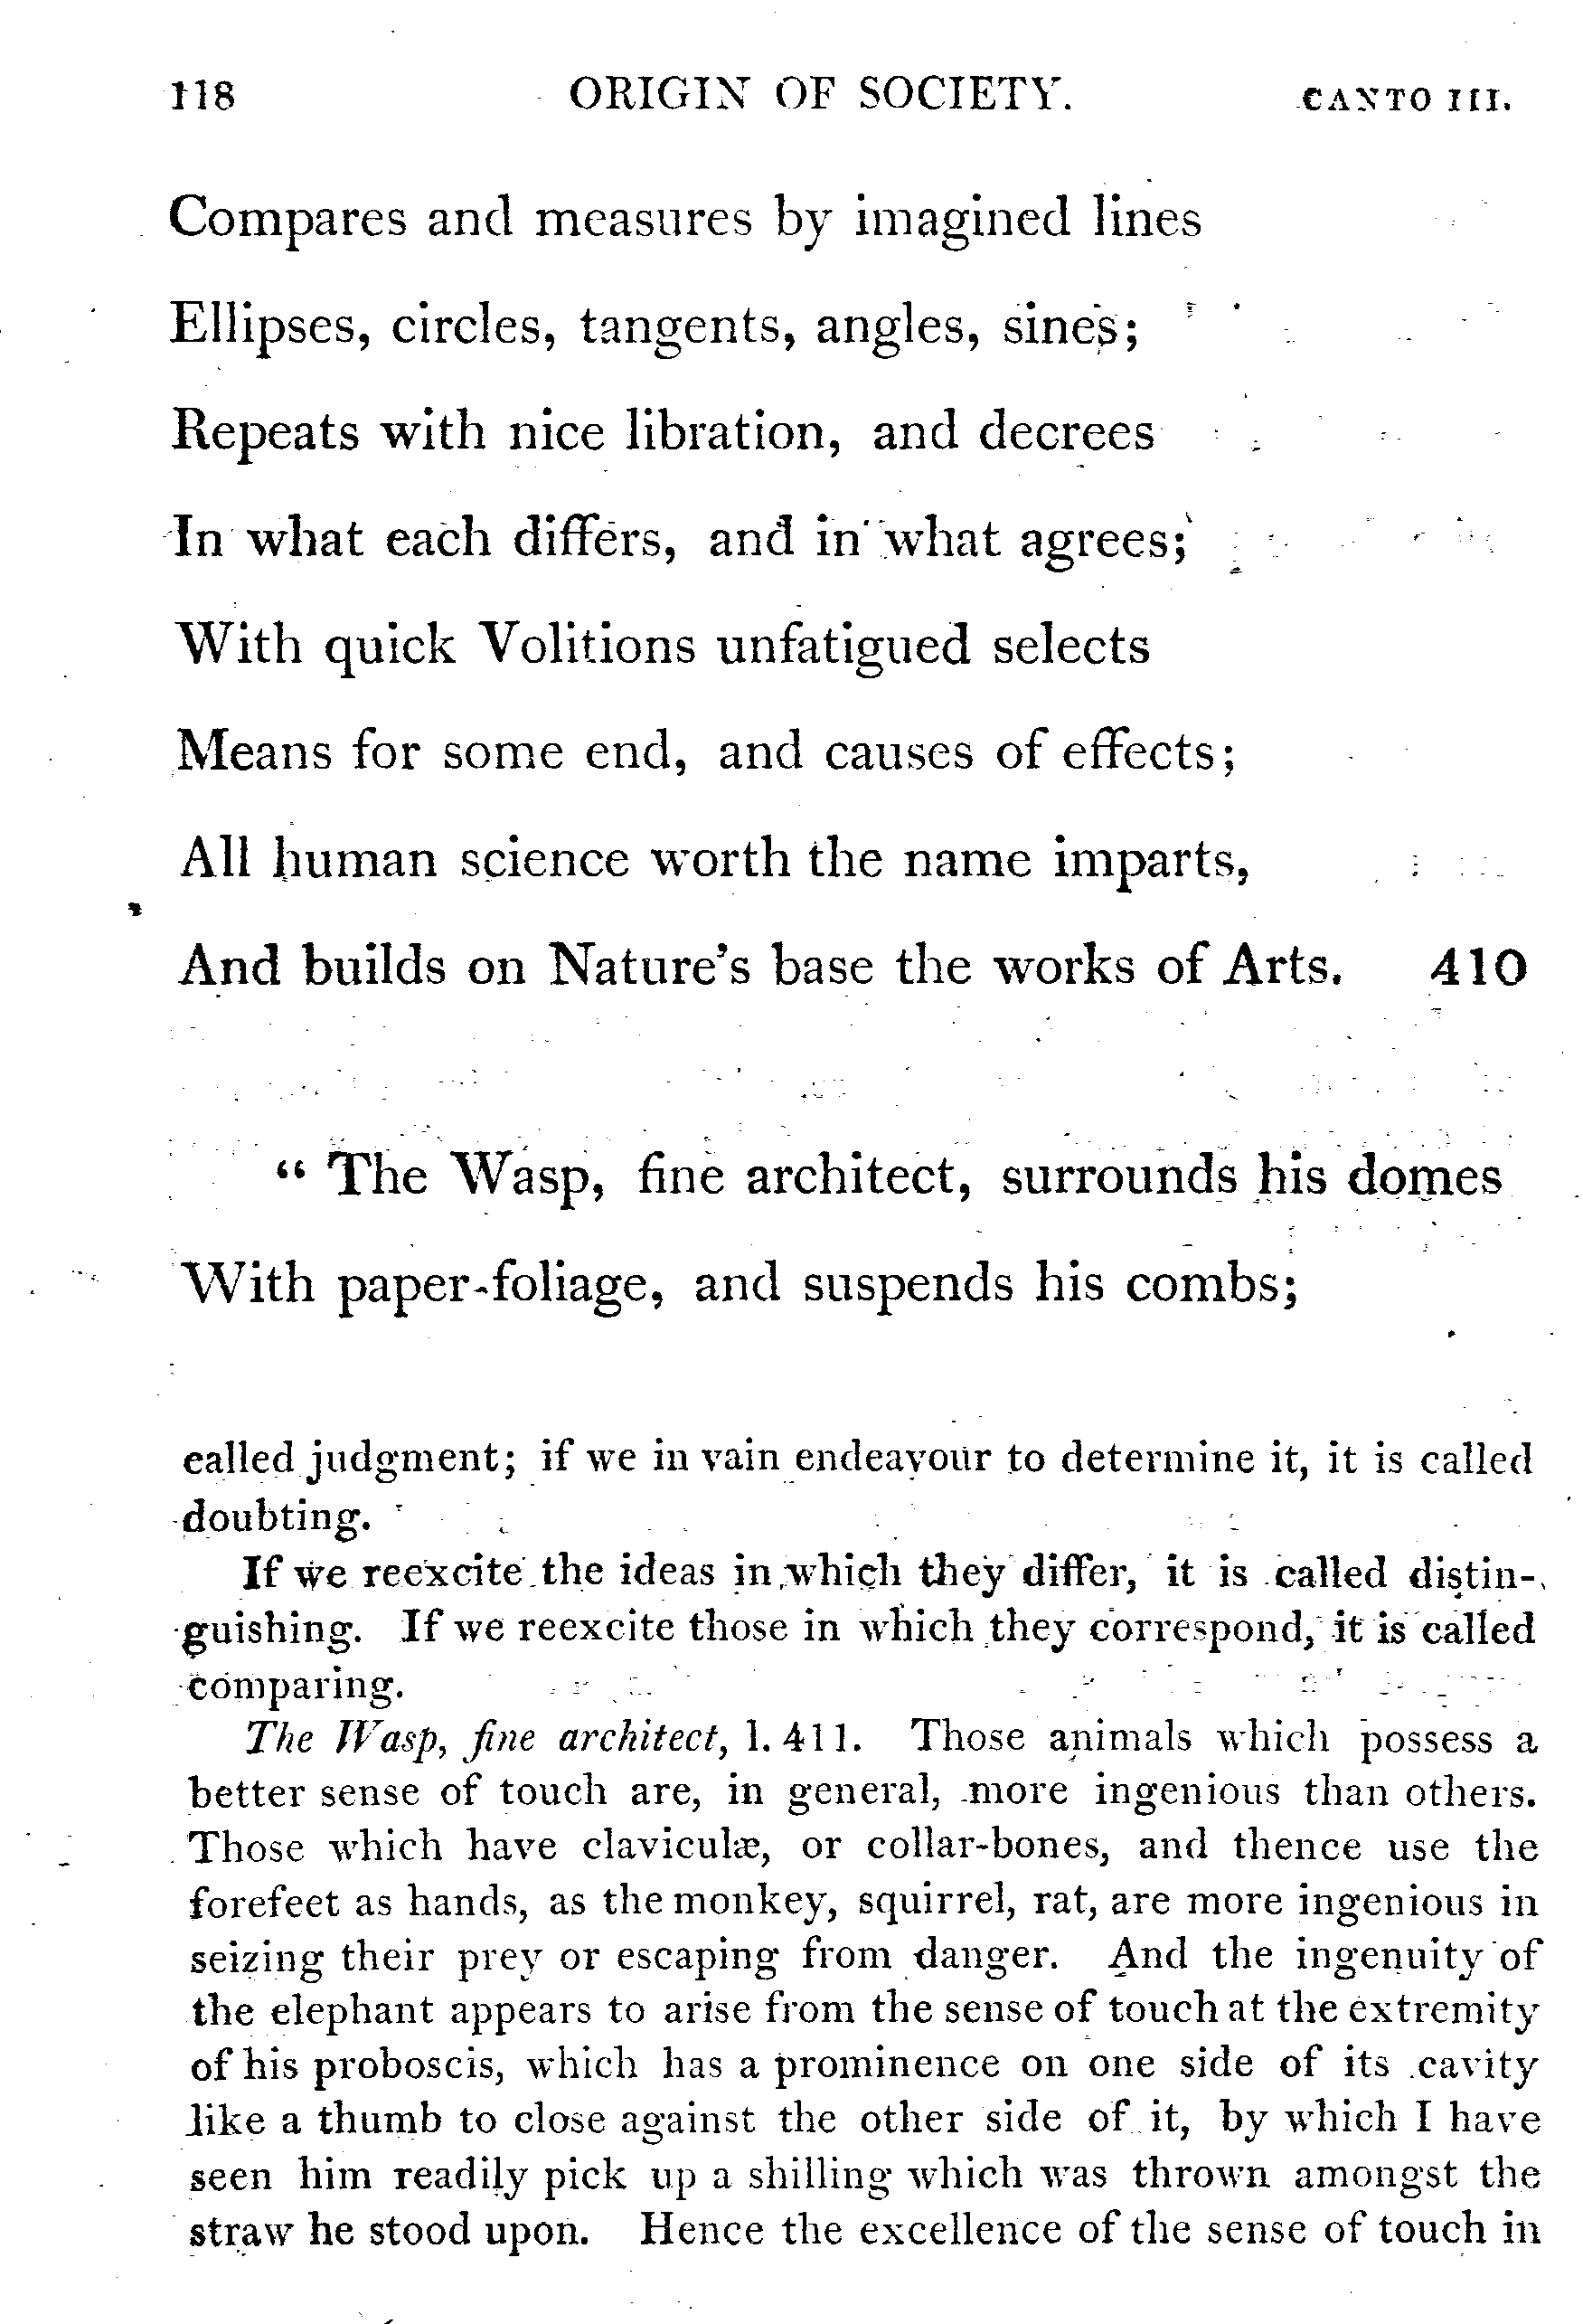 118 ORIGIN OF SOCIETY. CANTO III.
Compares and measures by imagined lines
Ellipses, circles, tangents, angles, sines;
Repeats with nice libration, and decrees
In what each differs, and in what agrees;
With quick Volitions unfatigued selects
Means for some end, and causes of effects;
All human science worth the name imparts,
And builds on Nature's base the works of Arts. 410
“ The Wasp, fine architect, surrounds his domes
With paper-foliage, and suspends his combs;
called judgment; if we in vain endeavour to determine it, it is called
doubting.
If we reexcite the ideas in which they differ, it is called distin-
guishing. If we reexcite those in which they correspond, it is called
comparing.
The Wasp, fine architect, l. 411. Those animals which possess a
better sense of touch are, in general, more ingenious than others.
Those which have claviculæ, or collar-bones, and thence use the
forefeet as hands, as the monkey, squirrel, rat, are more ingenious in
seizing their prey or escaping from danger. And the ingenuity of
the elephant appears to arise from the sense of touch at the extremity
of his proboscis, which has a prominence on one side of its cavity
like a thumb to close against the other side of it, by which I have
seen him readily pick up a shilling which was thrown amongst the
straw he stood upon. Hence the excellence of the sense of touch in